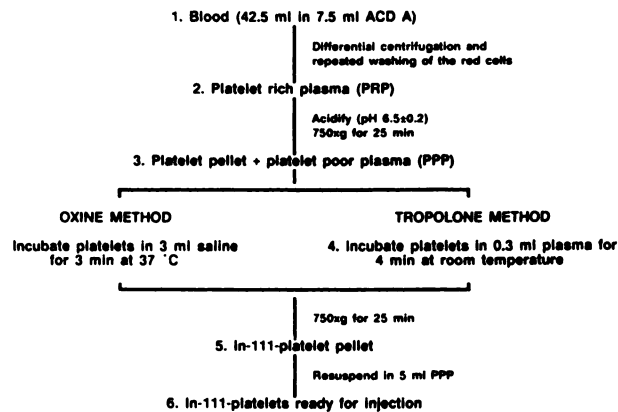 1. Blood (42.5 ml in 7.5 ml ACD A)
Differential centrifugation and
repeated washing of the red cells
2. Platelet rich plasma (PRP)
Acidify (pH 6.5±0.2)
750xg for 25 min
3. Platelet pellet + platelet poor plasma (PPP)
OXINE METHOD
Incubate platelets in 3 ml saline
for 3 min at 37 °C
TROPOLONE METHOD
4. Incubate platelets in 0.3 ml plasma for
4 min at room temperature
750xg for 25 min
5. In-111-platelet pellet
Resuspend in 5 ml PPP
6. In-111-platelets ready for injection